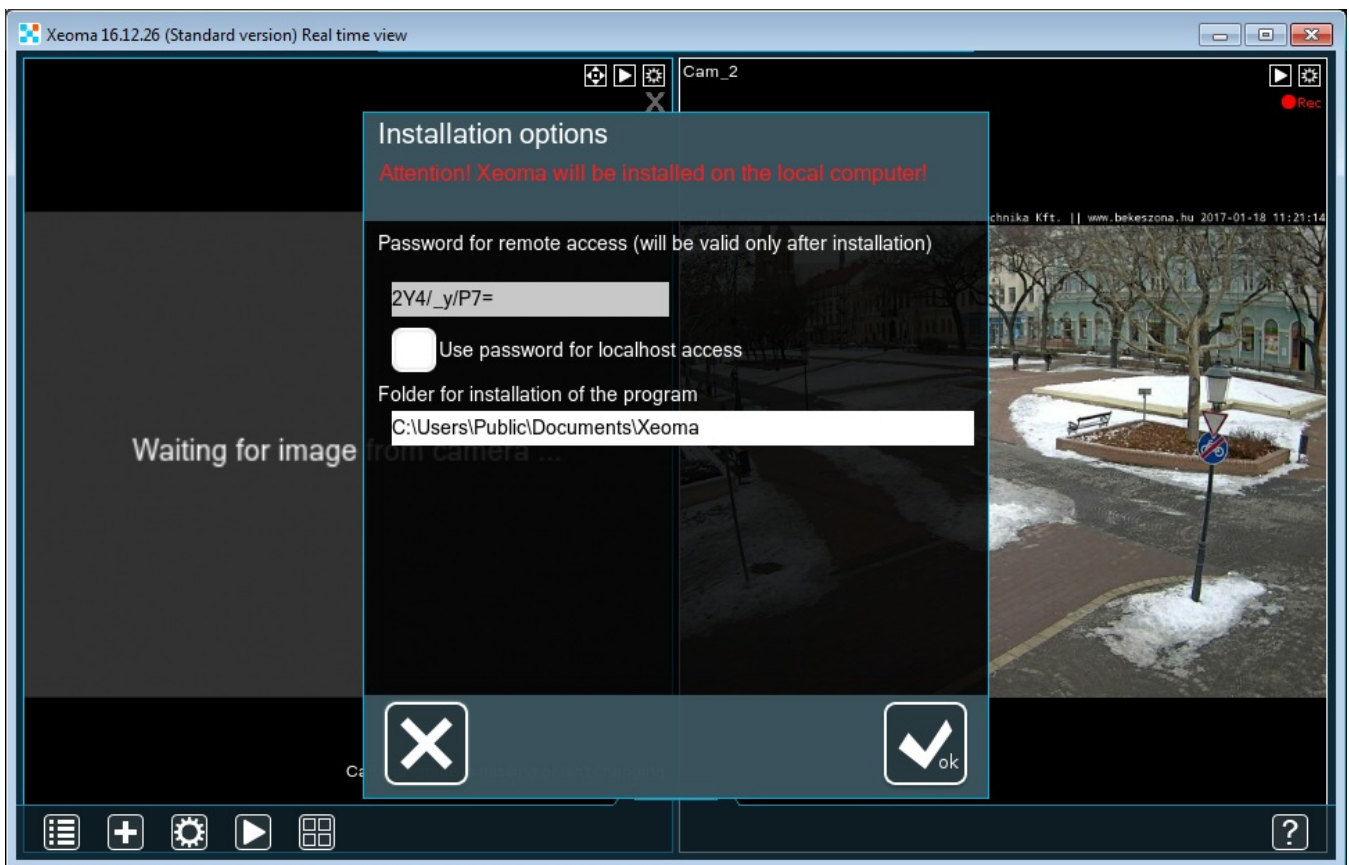 Xeoma 16.12.26 (Standard version) Real time view
Cam_2
Rec
Installation options
Attention! Xeoma will be installed on the local computer!
Kft. || www.bekeszona.hu 2017-01-18 11:21:14
Password for remote access (will be valid only after installation)
2Y4/_y/P7=
Use password for localhost access
Folder for installation of the program
C:\Users\Public\Documents\Xeoma
Waiting for image from camera ...
ok
?